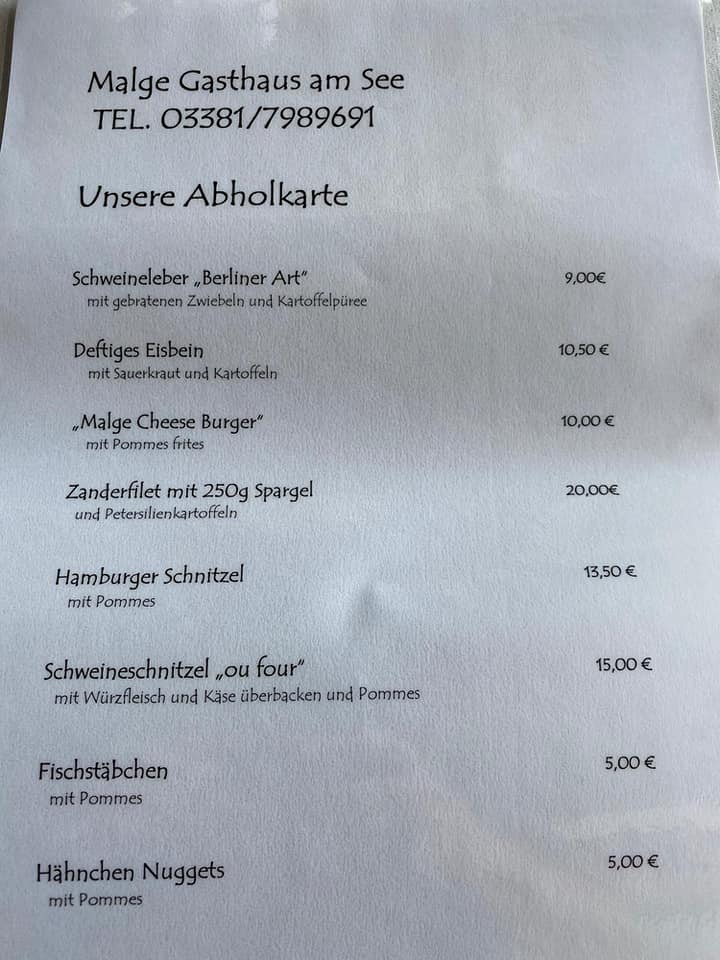 Malge Gasthaus am See
TEL. 03381/7989691
Unsere Abholkarte
Schweineleber „Berliner Art“ 9,00€
mit gebratenen Zwiebeln und Kartoffelpüree
Deftiges Eisbein 10,50 €
mit Sauerkraut und Kartoffeln
„Malge Cheese Burger“ 10,00 €
mit Pommes frites
Zanderfilet mit 250g Spargel 20,00€
und Petersilienkartoffeln
Hamburger Schnitzel 13,50 €
mit Pommes
Schweineschnitzel „ou four“ 15,00 €
mit Würzfleisch und Käse überbacken und Pommes
Fischstäbchen 5,00 €
mit Pommes
Hähnchen Nuggets 5,00 €
mit Pommes